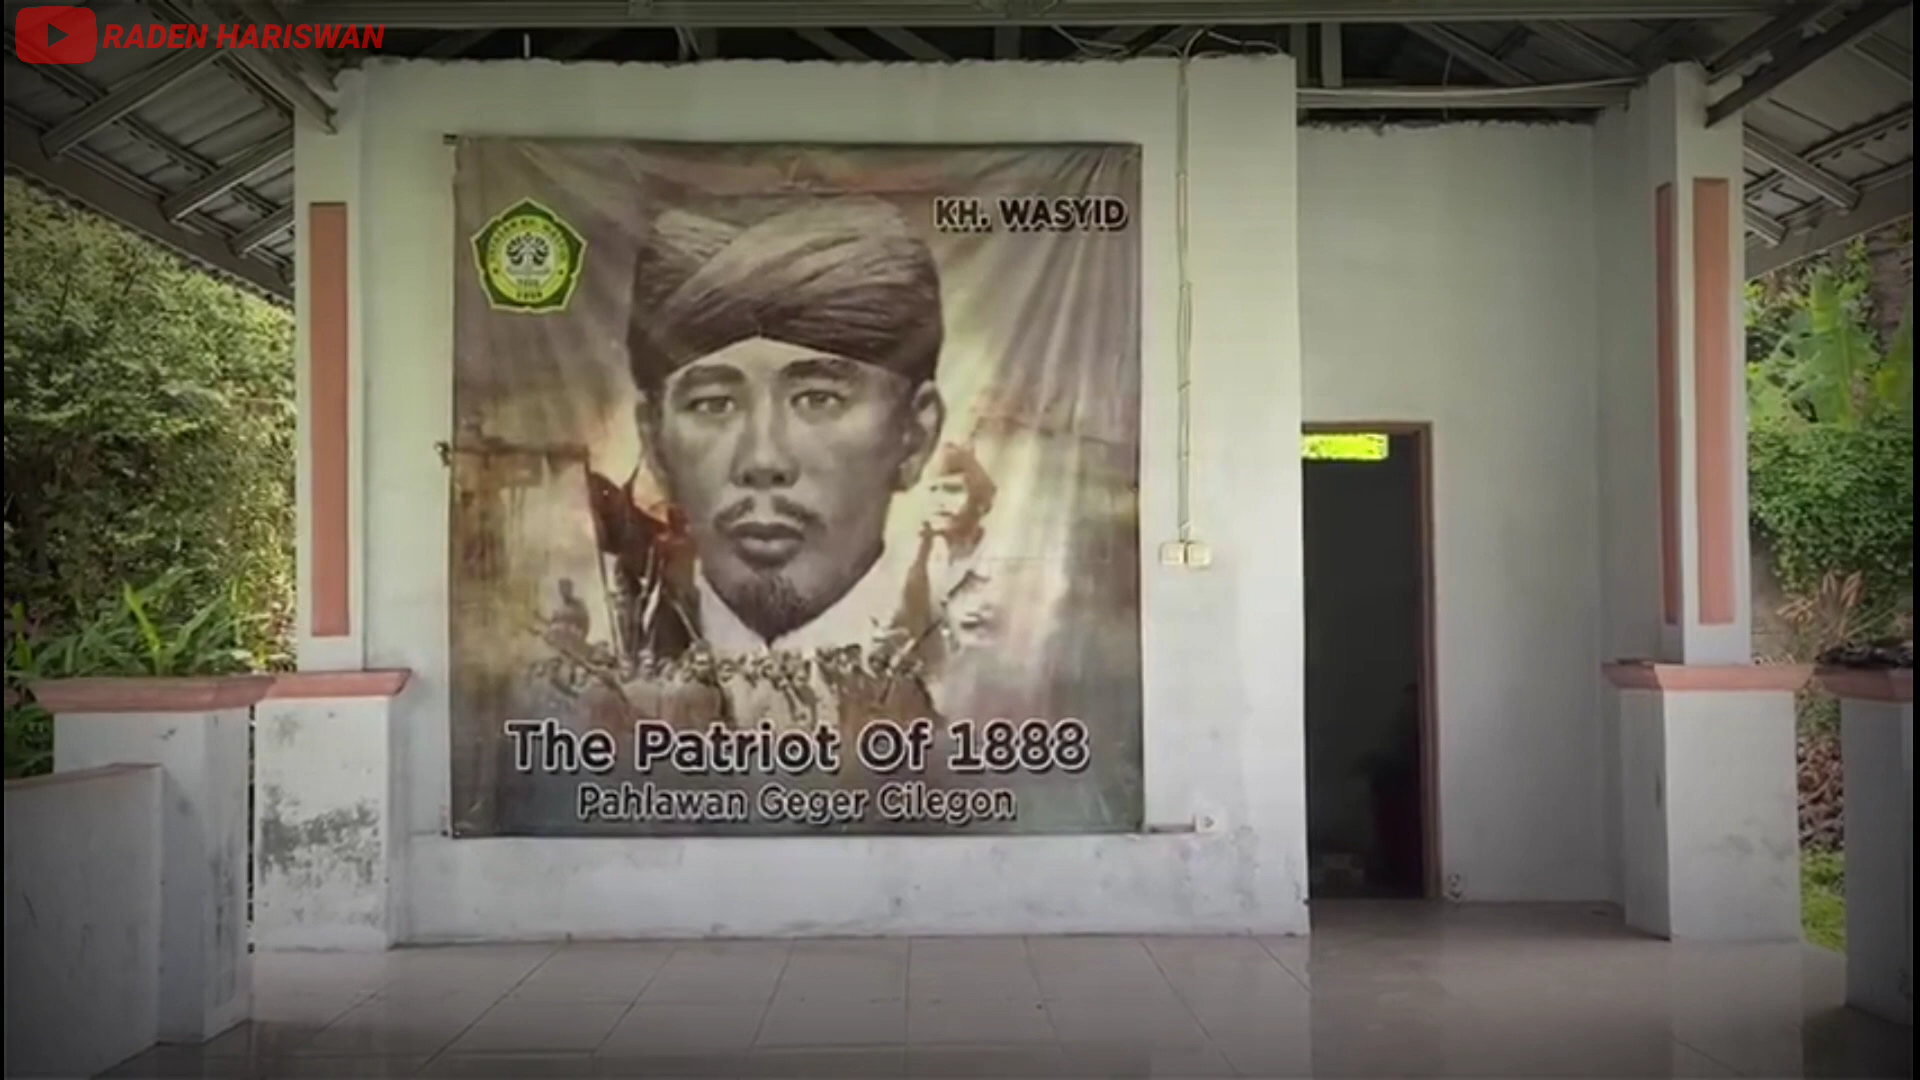 RADEN HARISWAN
KH. WASYID
The Patriot Of 1888
Pahlawan Geger Cilegon